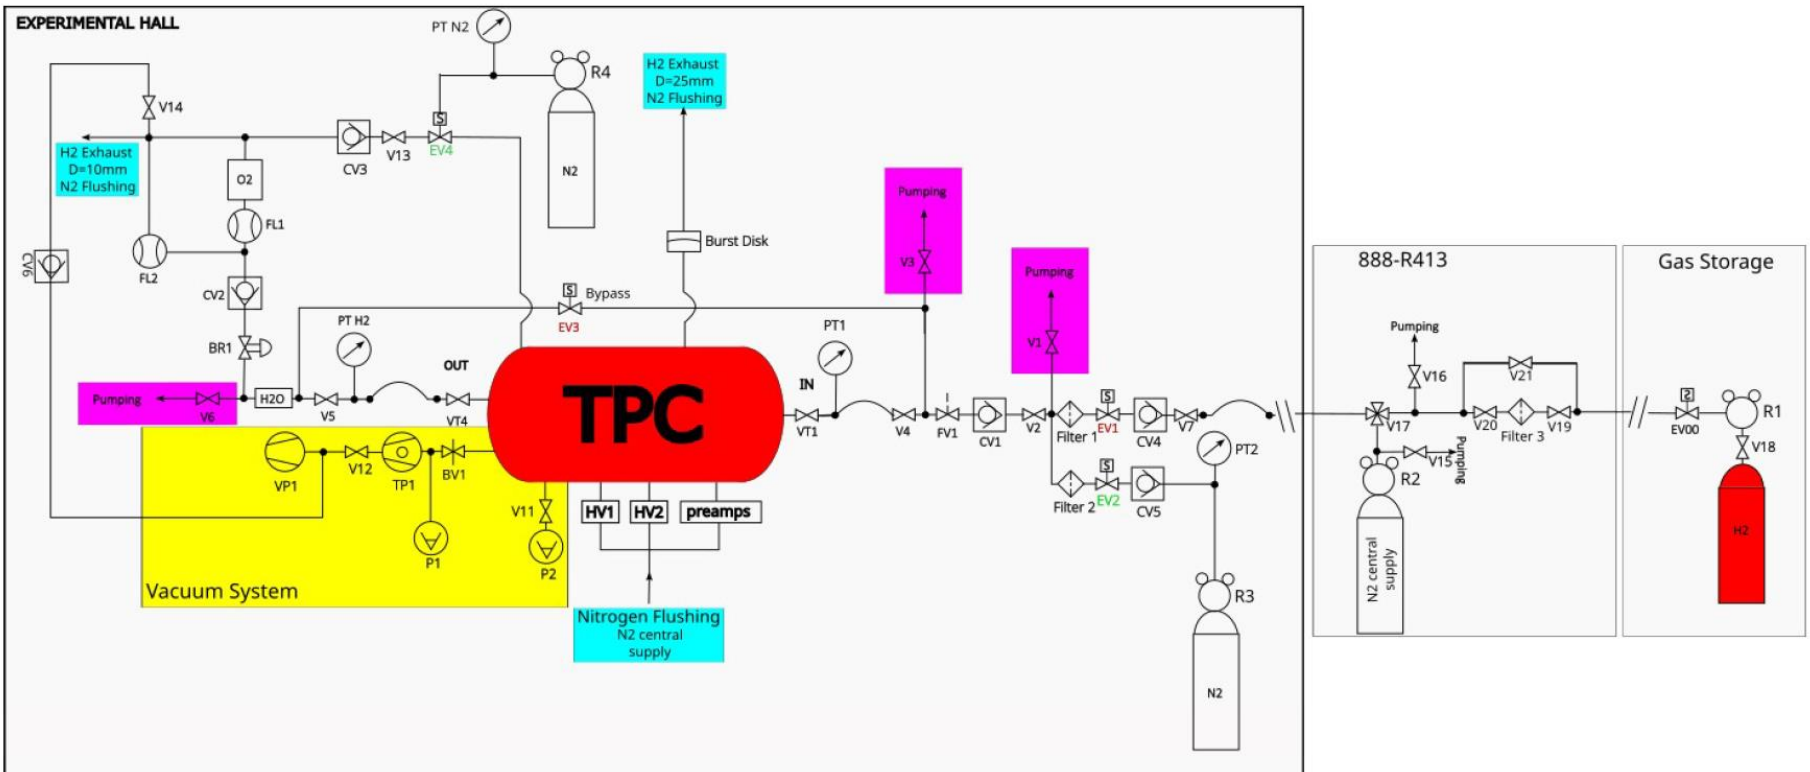 EXPERIMENTAL HALL
PT N2
R4
N2
H2 Exhaust
D=25mm
N2 Flushing
V14
S
EV4
V13
CV3
H2 Exhaust
D=10mm
N2 Flushing
O2
FL1
FL2
CV6
CV2
Burst Disk
Pumping
V3
Pumping
V1
S
Bypass
EV3
PT H2
BR1
OUT
PT1
IN
Pumping
V6
H2O
V5
VT4
TPC
VT1
V4
FV1
CV1
V2
Filter 1
S
EV1
CV4
V7
PT2
Filter 2
S
EV2
CV5
VP1
V12
TP1
BV1
V11
P1
P2
Vacuum System
HV1
HV2
preamps
Nitrogen Flushing
N2 central
supply
R3
N2
888-R413
Pumping
V16
V21
V17
V20
Filter 3
V19
V15
Pumping
R2
N2 central
supply
Gas Storage
S
EV00
R1
V18
H2